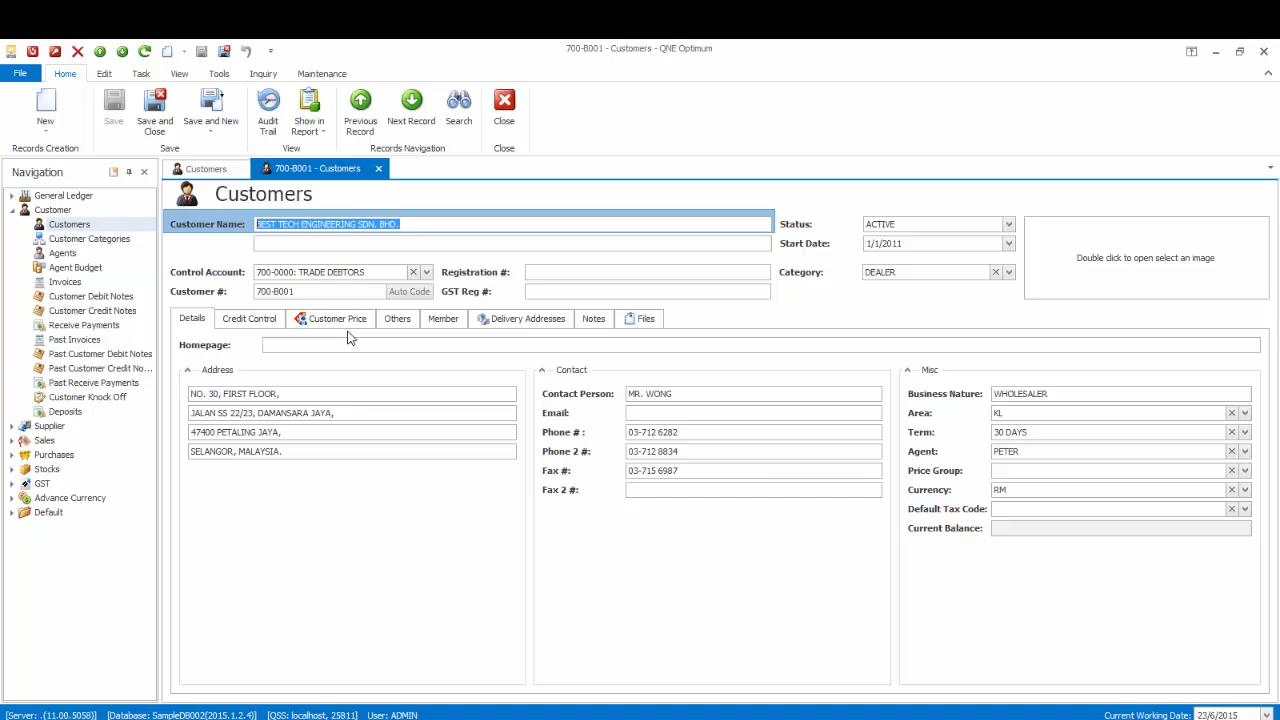 700-B001 - Customers - QNE Optimum
File Home Edit Task View Tools Inquiry Maintenance
New Save Save and Close Save and New Audit Trail Show in Report Previous Record Next Record Search Close
Records Creation Save View Records Navigation Close
Navigation
General Ledger
Customer
Customers
Customer Categories
Agents
Agent Budget
Invoices
Customer Debit Notes
Customer Credit Notes
Receive Payments
Past Invoices
Past Customer Debit Notes
Past Customer Credit No...
Past Receive Payments
Customer Knock Off
Deposits
Supplier
Sales
Purchases
Stocks
GST
Advance Currency
Default
Customers 700-B001 - Customers
Customers
Customer Name: BEST TECH ENGINEERING SDN. BHD.
Status: ACTIVE
Start Date: 1/1/2011
Double click to open select an image
Control Account: 700-0000: TRADE DEBTORS Registration #: Category: DEALER
Customer #: 700-B001 Auto Code GST Reg #:
Details Credit Control Customer Price Others Member Delivery Addresses Notes Files
Homepage:
Address
NO. 30, FIRST FLOOR,
JALAN SS 22/23, DAMANSARA JAYA,
47400 PETALING JAYA,
SELANGOR, MALAYSIA.
Contact
Contact Person: MR. WONG
Email:
Phone # : 03-712 6282
Phone 2 #: 03-712 8834
Fax #: 03-715 6987
Fax 2 #:
Misc
Business Nature: WHOLESALER
Area: KL
Term: 30 DAYS
Agent: PETER
Price Group:
Currency: RM
Default Tax Code:
Current Balance:
[Server: .(11.00.5058)] [Database: SampleDB002(2015.1.2.4)] [QSS: localhost, 25811] User: ADMIN Current Working Date: 23/6/2015